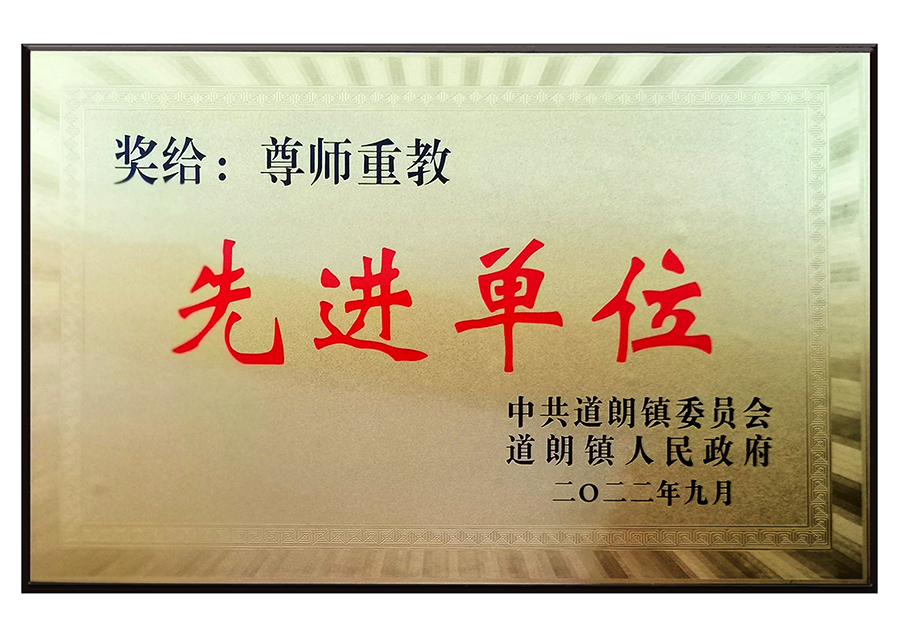 奖给：尊师重教
先进单位
中共道朗镇委员会
道朗镇人民政府
二〇二二年九月